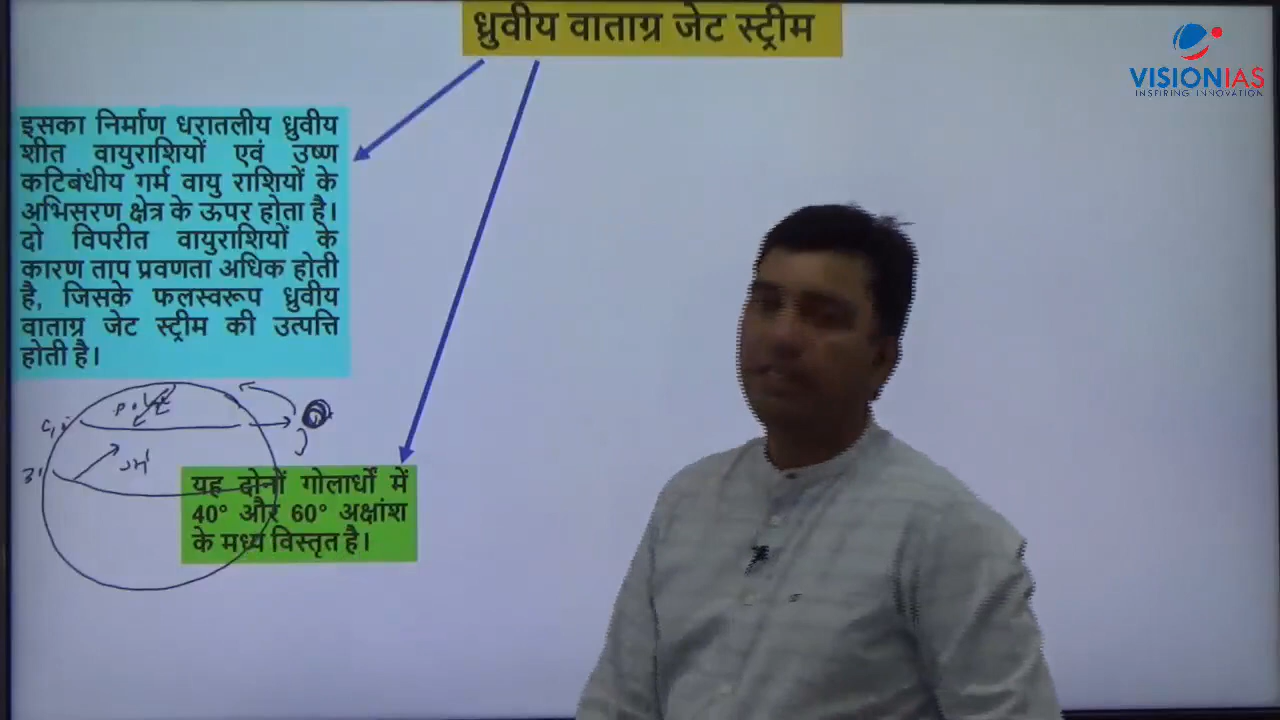 ध्रुवीय वाताग्र जेट स्ट्रीम
VISIONIAS
INSPIRING INNOVATION
इसका निर्माण धरातलीय ध्रुवीय
शीत वायुराशियों एवं उष्ण
कटिबंधीय गर्म वायु राशियों के
अभिसरण क्षेत्र के ऊपर होता है।
दो विपरीत वायुराशियों के
कारण ताप प्रवणता अधिक होती
है, जिसके फलस्वरूप ध्रुवीय
वाताग्र जेट स्ट्रीम की उत्पत्ति
होती है।
यह दोनों गोलार्धों में
40° और 60° अक्षांश
के मध्य विस्तृत है।